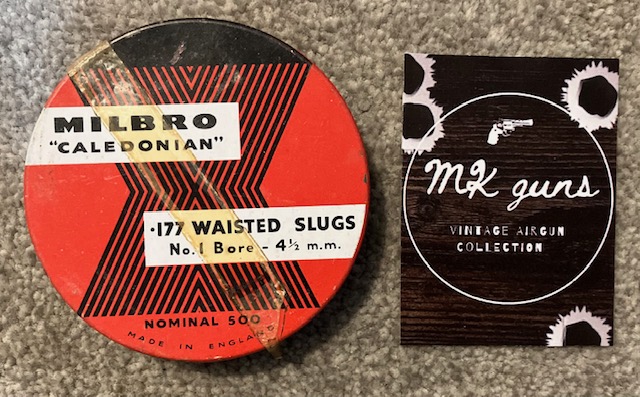 MILBRO
"CALEDONIAN"
·177 WAISTED SLUGS
No.1 Bore - 4½ m.m.
NOMINAL 500
MADE IN ENGLAND
MK guns
VINTAGE AIRGUN
COLLECTION